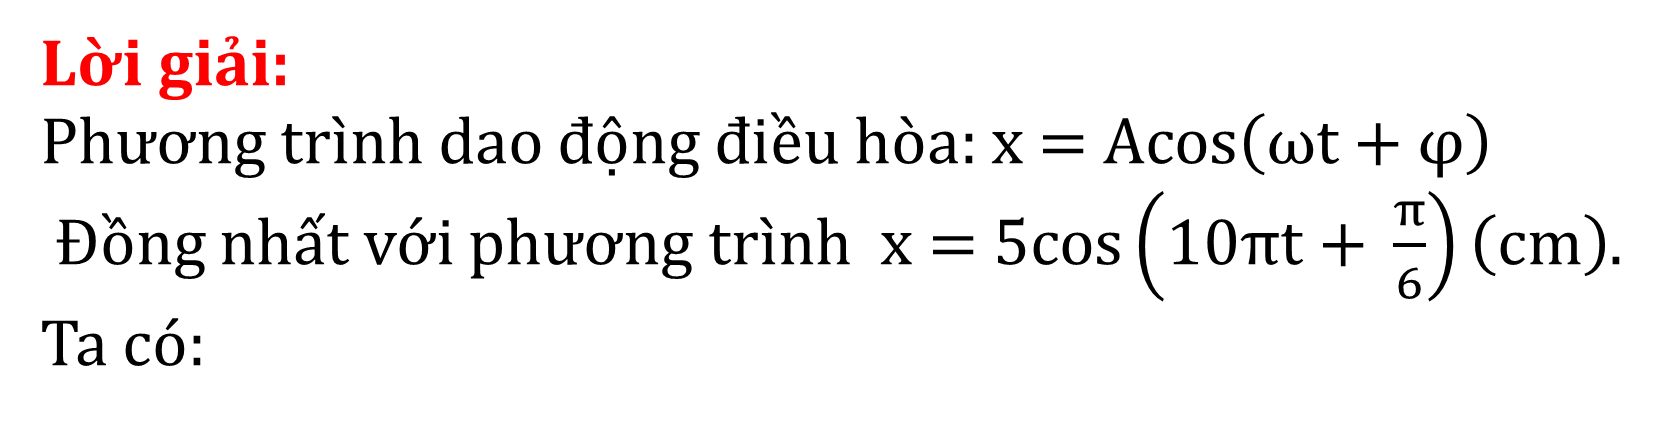 Lời giải:
Phương trình dao động điều hòa: x = Acos(ωt + φ)
Đồng nhất với phương trình x = 5cos(10πt + π/6) (cm).
Ta có: